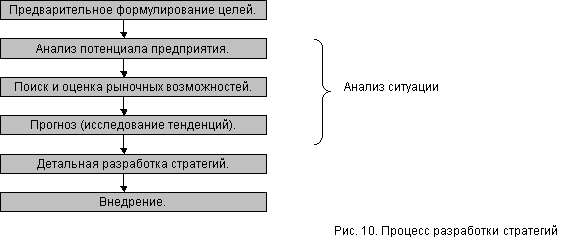 Предварительное формулирование целей.
Анализ потенциала предприятия.
Поиск и оценка рыночных возможностей.
Анализ ситуации
Прогноз (исследование тенденций).
Детальная разработка стратегий.
Внедрение.
Рис. 10. Процесс разработки стратегий